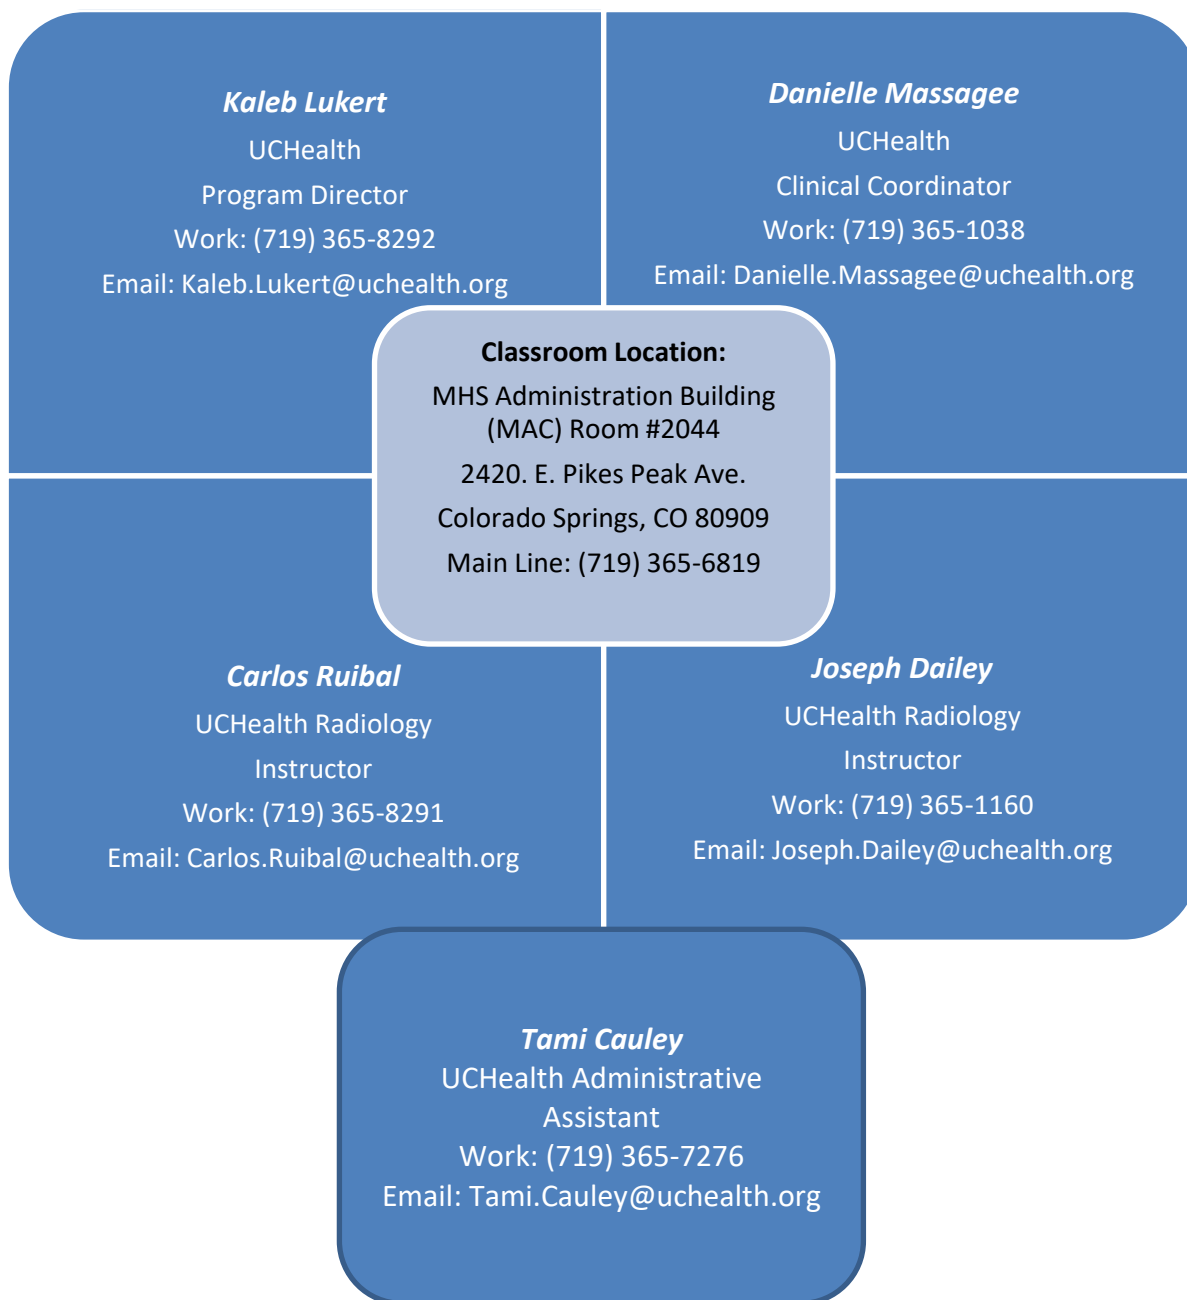 Kaleb Lukert
UCHealth
Program Director
Work: (719) 365-8292
Email: Kaleb.Lukert@uchealth.org
Danielle Massagee
UCHealth
Clinical Coordinator
Work: (719) 365-1038
Email: Danielle.Massagee@uchealth.org
Classroom Location:
MHS Administration Building
(MAC) Room #2044
2420. E. Pikes Peak Ave.
Colorado Springs, CO 80909
Main Line: (719) 365-6819
Carlos Ruibal
UCHealth Radiology
Instructor
Work: (719) 365-8291
Email: Carlos.Ruibal@uchealth.org
Joseph Dailey
UCHealth Radiology
Instructor
Work: (719) 365-1160
Email: Joseph.Dailey@uchealth.org
Tami Cauley
UCHealth Administrative
Assistant
Work: (719) 365-7276
Email: Tami.Cauley@uchealth.org